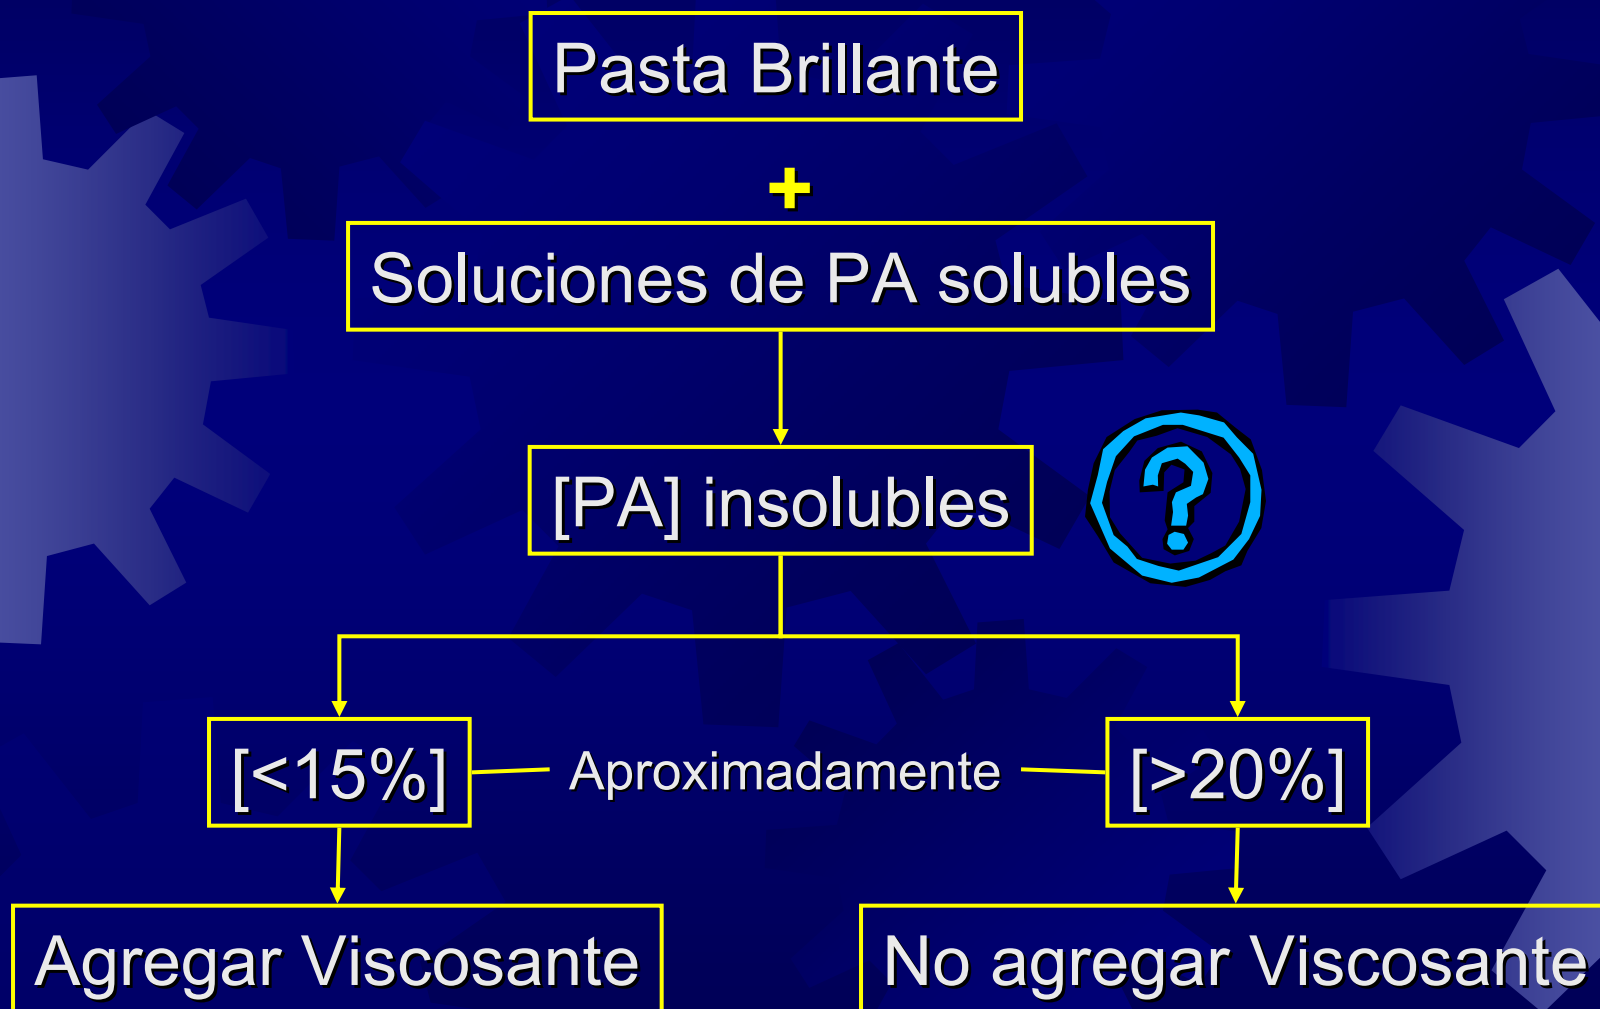 Pasta Brillante
+
Soluciones de PA solubles
[PA] insolubles
?
[<15%]
Aproximadamente
[>20%]
Agregar Viscosante
No agregar Viscosante